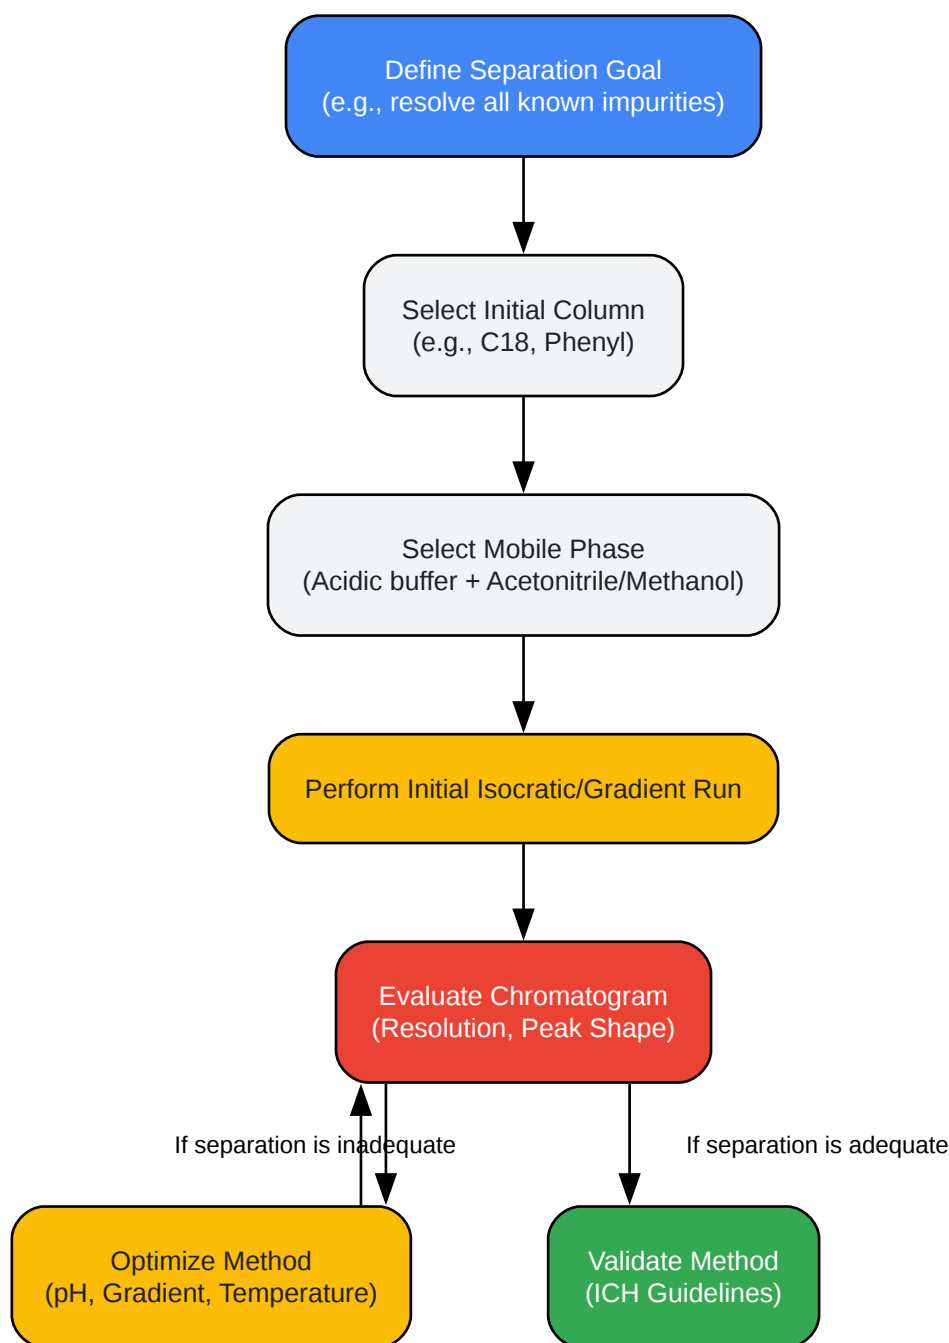 Define Separation Goal
(e.g., resolve all known impurities)
Select Initial Column
(e.g., C18, Phenyl)
Select Mobile Phase
(Acidic buffer + Acetonitrile/Methanol)
Perform Initial Isocratic/Gradient Run
Evaluate Chromatogram
(Resolution, Peak Shape)
If separation is inadequate
If separation is adequate
Optimize Method
(pH, Gradient, Temperature)
Validate Method
(ICH Guidelines)